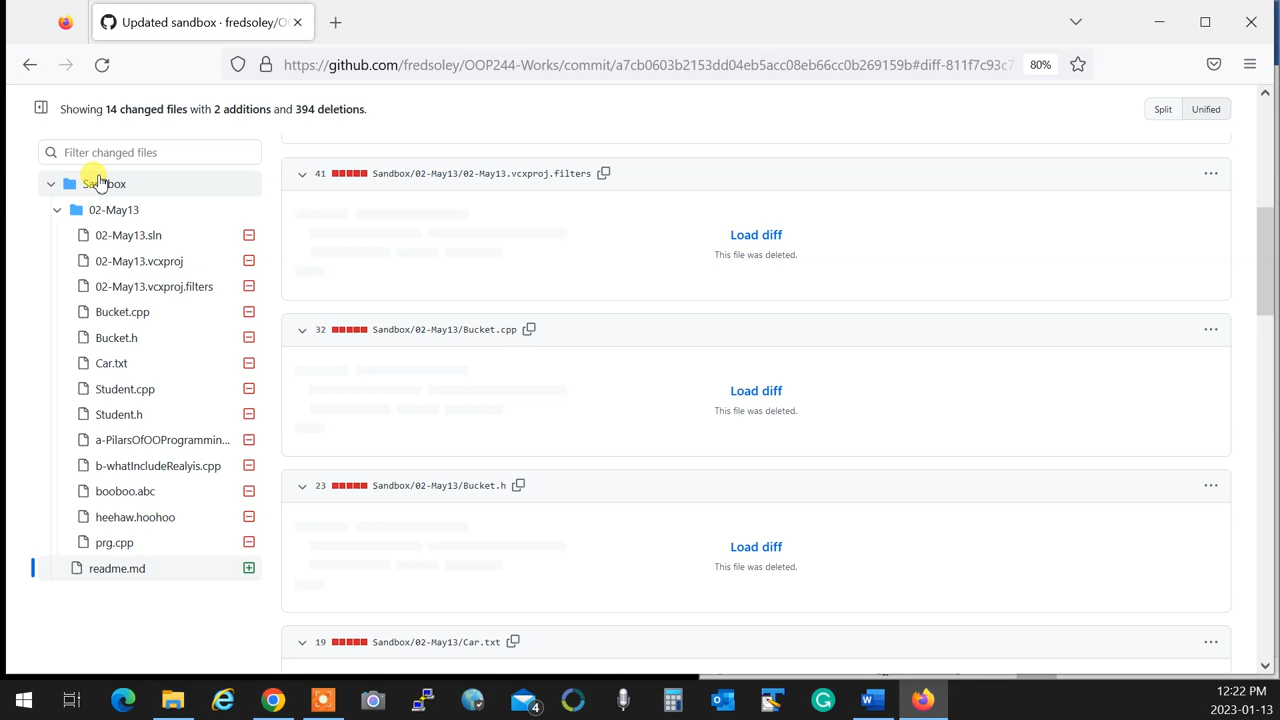 Updated sandbox · fredsoley/O
https://github.com/fredsoley/OOP244-Works/commit/a7cb0603b2153dd04eb5acc08eb66cc0b269159b#diff-811f7c93c7
80%
Showing 14 changed files with 2 additions and 394 deletions.
Split Unified
Filter changed files
Sandbox
02-May13
02-May13.sln
02-May13.vcxproj
02-May13.vcxproj.filters
Bucket.cpp
Bucket.h
Car.txt
Student.cpp
Student.h
a-PilarsOfOOProgrammin...
b-whatIncludeRealyis.cpp
booboo.abc
heehaw.hoohoo
prg.cpp
readme.md
41 Sandbox/02-May13/02-May13.vcxproj.filters
Load diff
This file was deleted.
32 Sandbox/02-May13/Bucket.cpp
Load diff
This file was deleted.
23 Sandbox/02-May13/Bucket.h
Load diff
This file was deleted.
19 Sandbox/02-May13/Car.txt
4
12:22 PM
2023-01-13